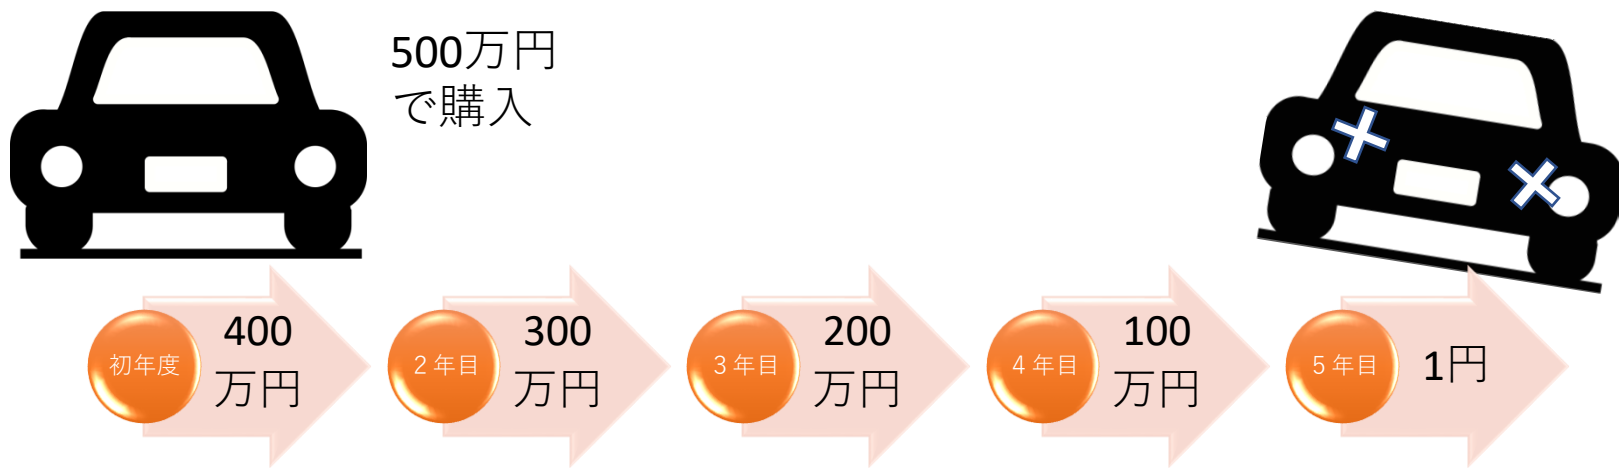 500万円
で購入
初年度
400
万円
２年目
300
万円
３年目
200
万円
４年目
100
万円
５年目
1円